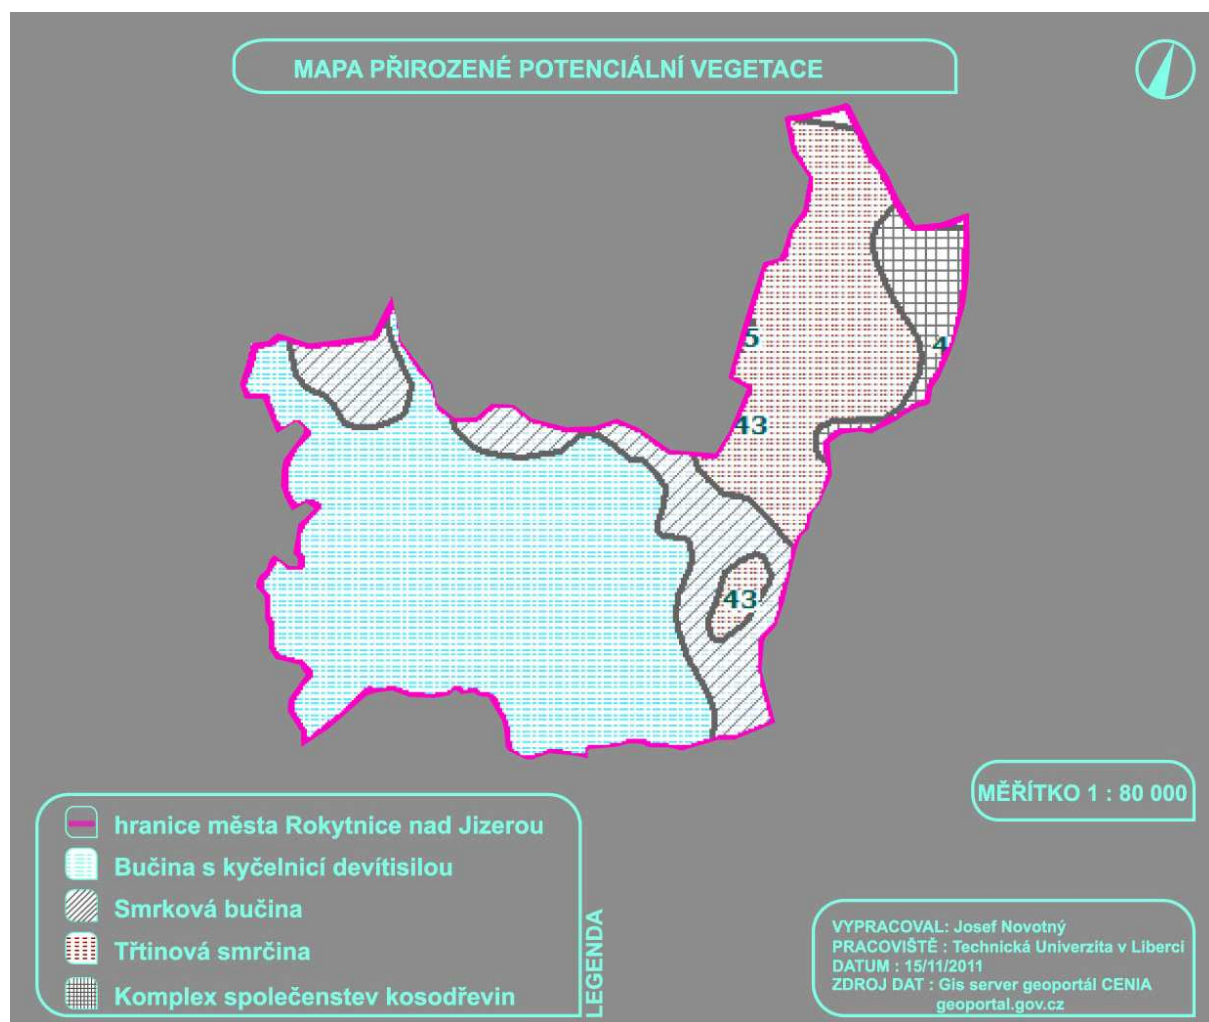 MAPA PŘIROZENÉ POTENCIÁLNÍ VEGETACE
5
4
43
43
MĚŘÍTKO 1 : 80 000
hranice města Rokytnice nad Jizerou
Bučina s kyčelnicí devítisilou
Smrková bučina
Třtinová smrčina
Komplex společenstev kosodřevin
LEGENDA
VYPRACOVAL: Josef Novotný
PRACOVIŠTĚ : Technická Univerzita v Liberci
DATUM : 15/11/2011
ZDROJ DAT : Gis server geoportál CENIA
geoportal.gov.cz